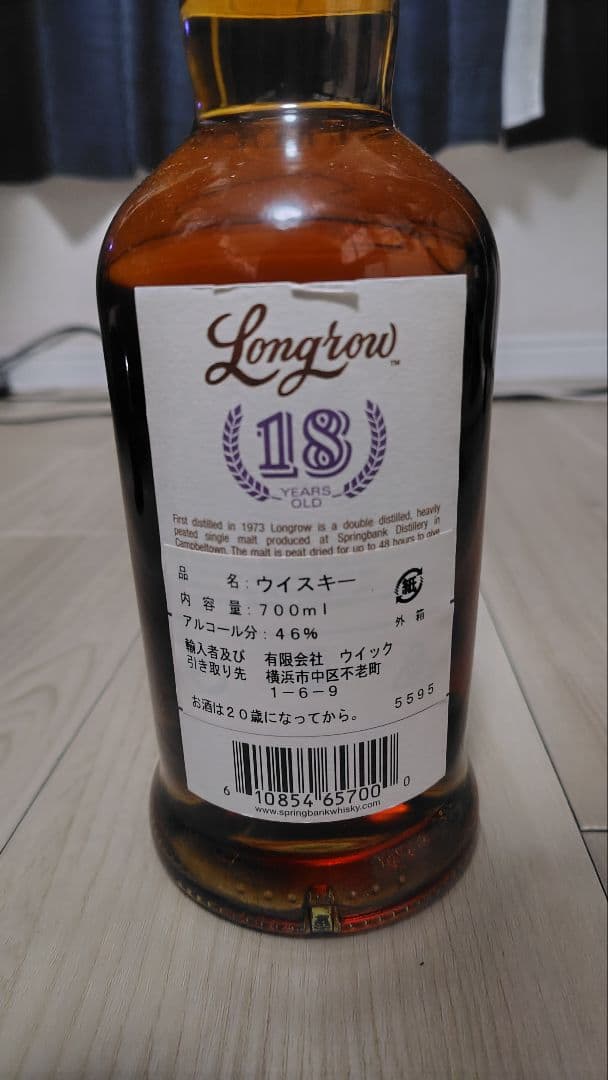 Longrow™
18
YEARS
OLD
First distilled in 1973 Longrow is a double distilled, heavily
peated single malt produced at Springbank Distillery in
Campbeltown. The malt is peat dried for up to 48 hours to give
品名:ウイスキー
紙
内容量:700ml
外箱
アルコール分:46%
輸入者及び 有限会社 ウイック
引き取り先 横浜市中区不老町
1-6-9
お酒は20歳になってから。 5595
6 10854 65700 0
www.springbankwhisky.com